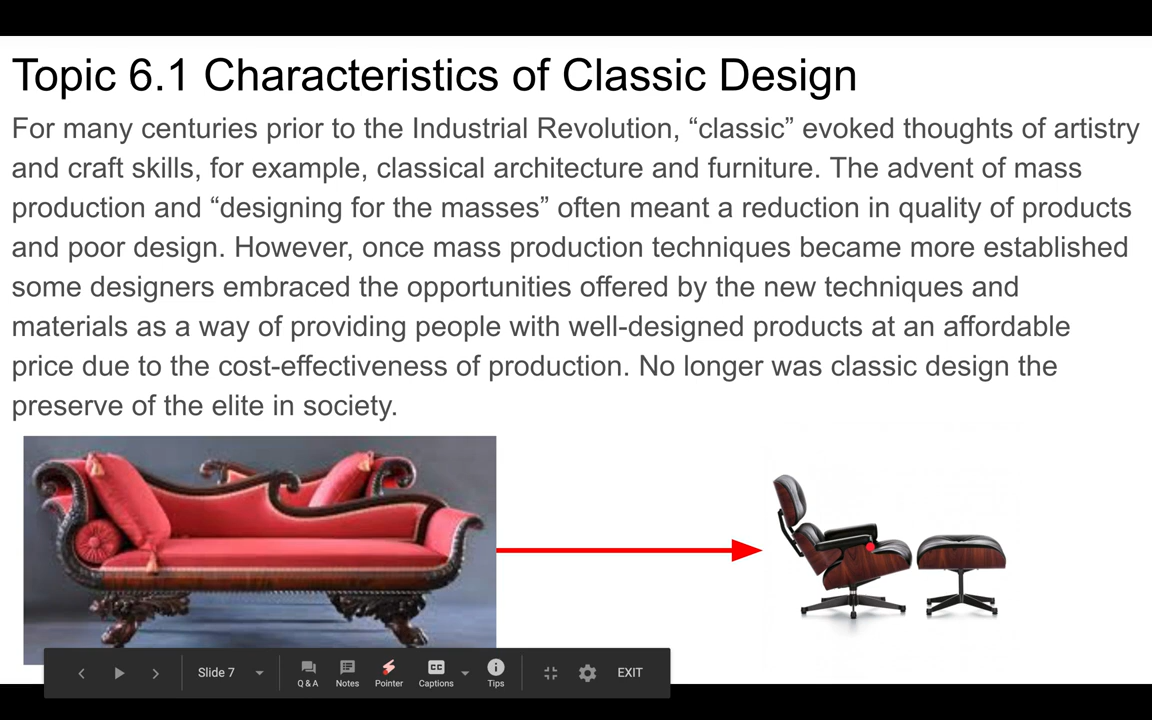 Topic 6.1 Characteristics of Classic Design
For many centuries prior to the Industrial Revolution, “classic” evoked thoughts of artistry
and craft skills, for example, classical architecture and furniture. The advent of mass
production and “designing for the masses” often meant a reduction in quality of products
and poor design. However, once mass production techniques became more established
some designers embraced the opportunities offered by the new techniques and
materials as a way of providing people with well-designed products at an affordable
price due to the cost-effectiveness of production. No longer was classic design the
preserve of the elite in society.
Slide 7
Q & A
Notes
Pointer
CC
Captions
Tips
EXIT